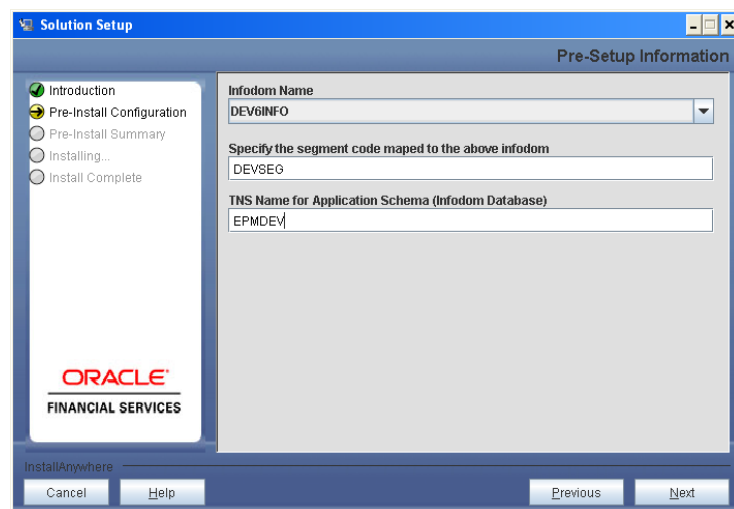 Solution Setup
Pre-Setup Information
Introduction
Pre-Install Configuration
Pre-Install Summary
Installing...
Install Complete
ORACLE®
FINANCIAL SERVICES
Infodom Name
DEV6INFO
Specify the segment code maped to the above infodom
DEVSEG
TNS Name for Application Schema (Infodom Database)
EPMDEV
InstallAnywhere
Cancel Help Previous Next